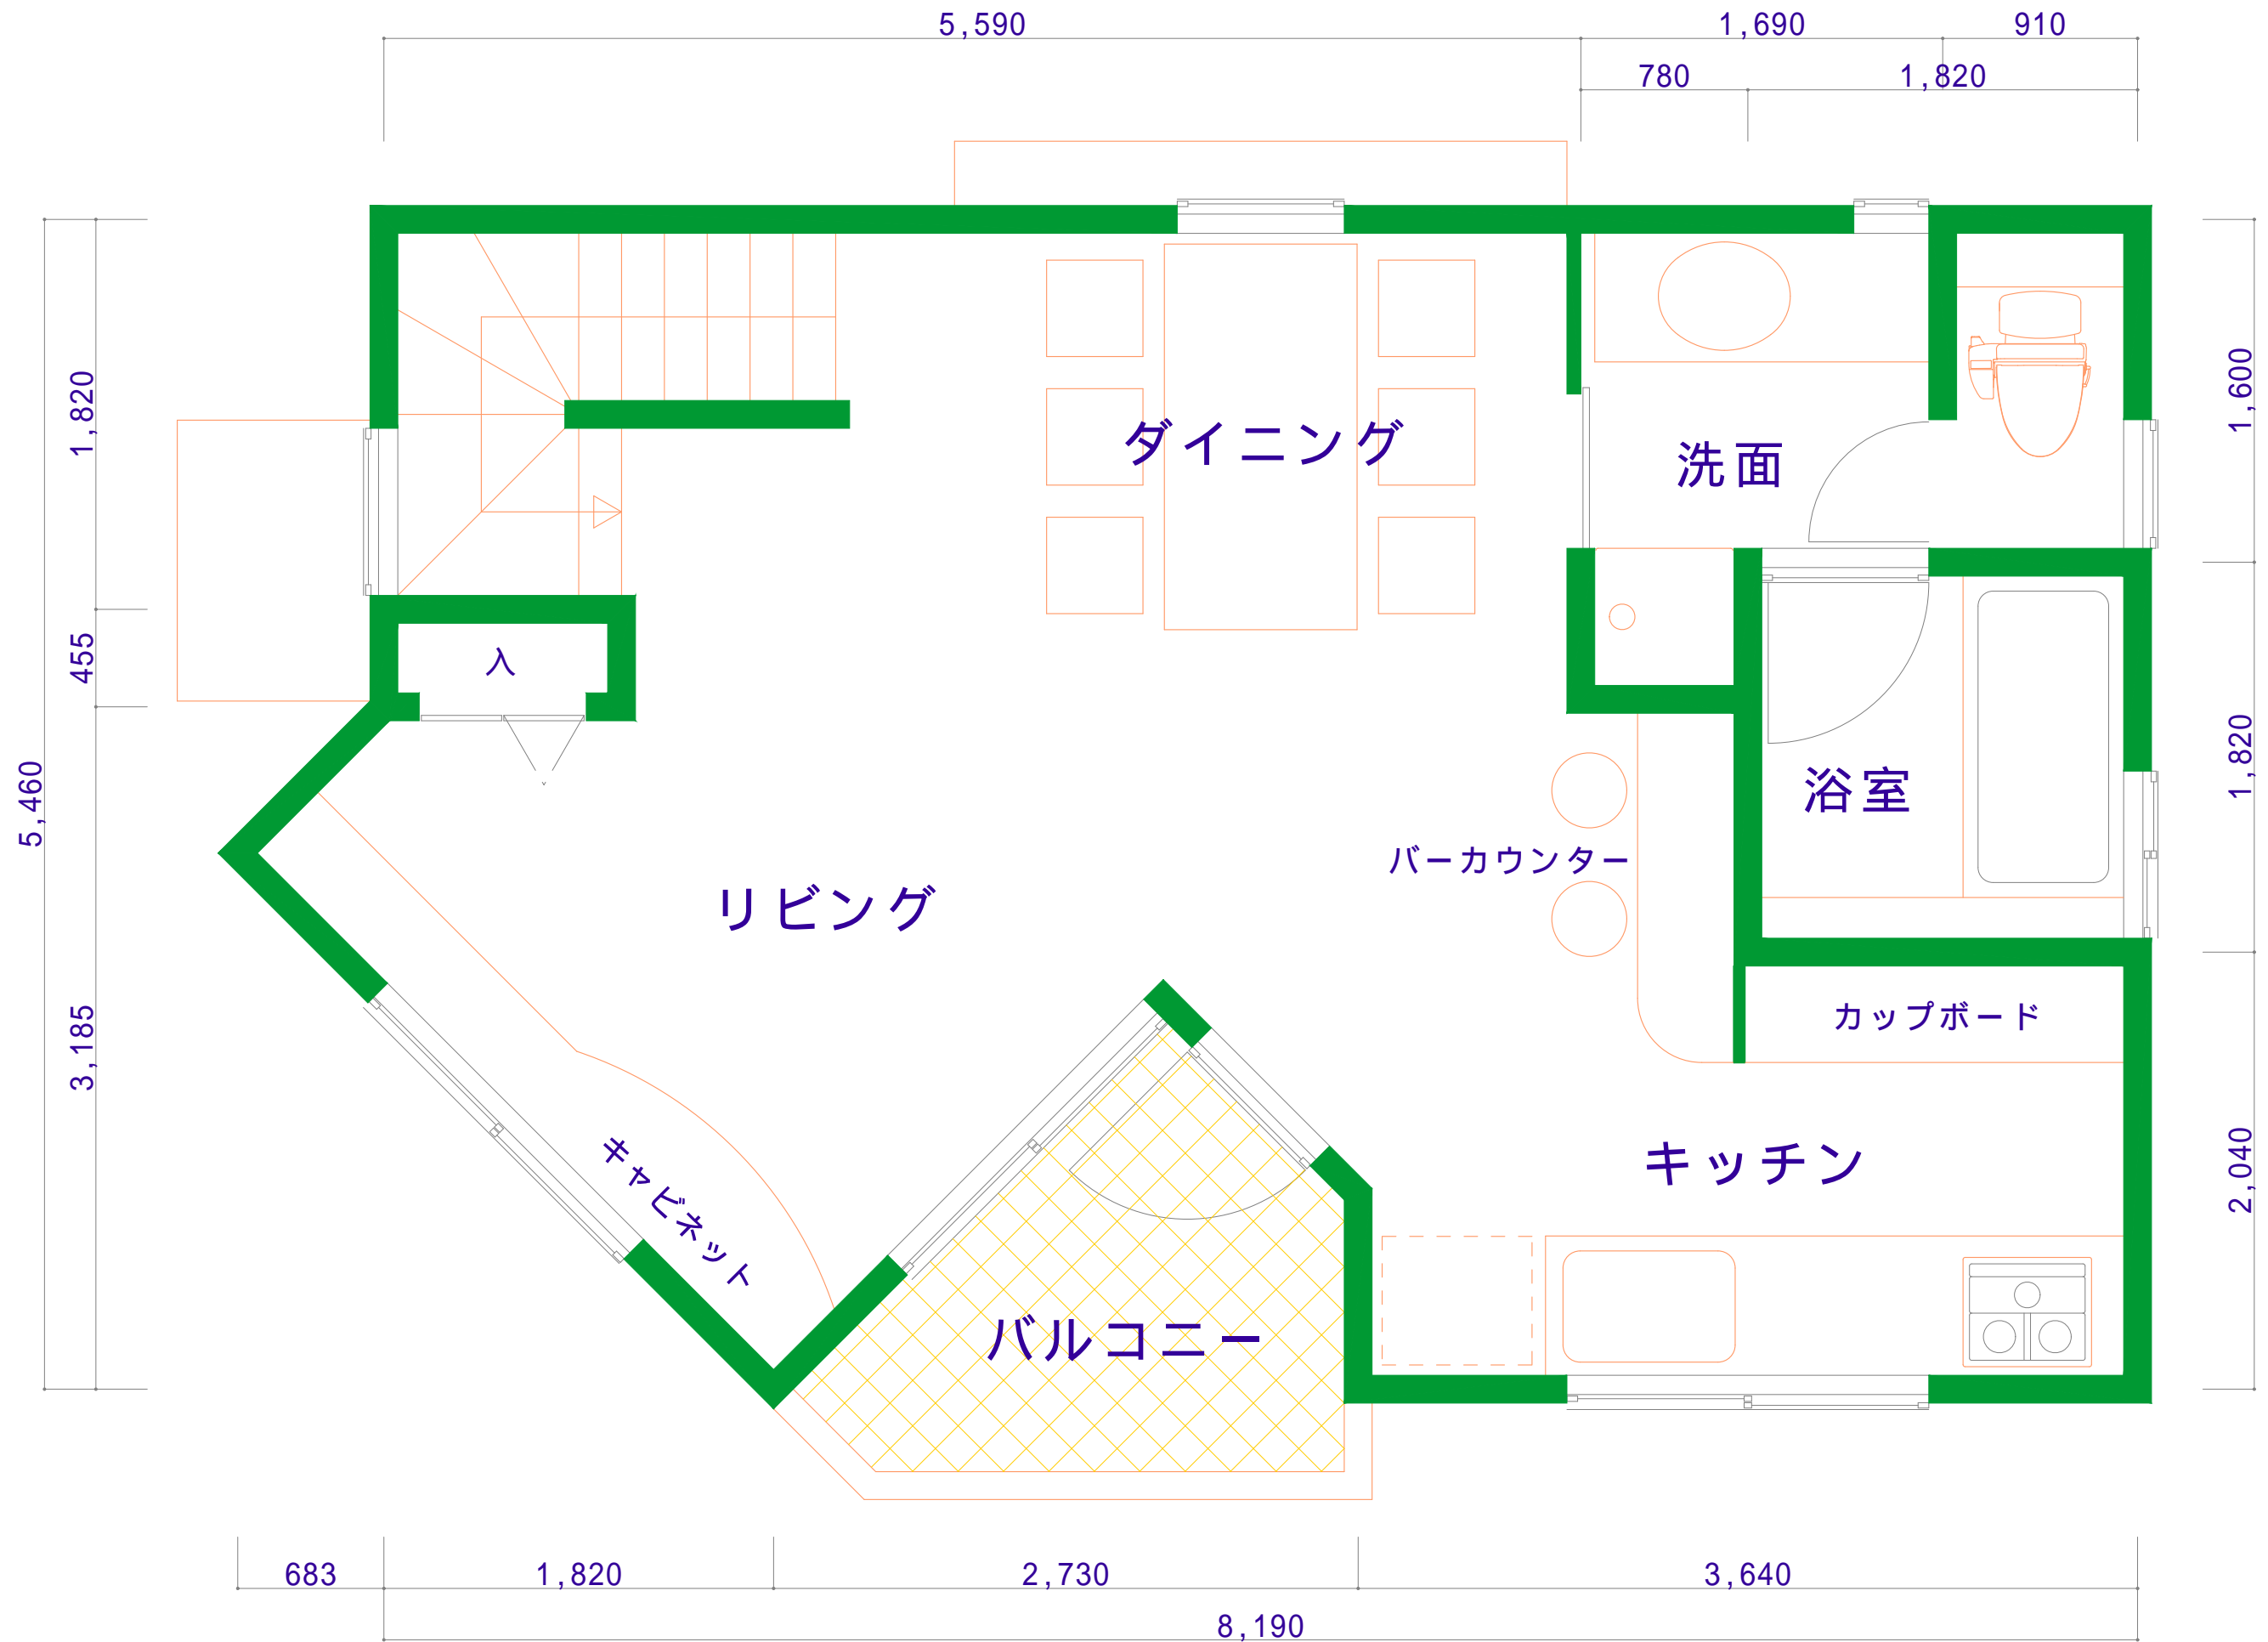 5,590
1,690
910
780
1,820
1,820
455
3,185
5,460
1,600
1,820
2,040
ダイニング
洗面
入
浴室
バーカウンター
リビング
カップボード
キャビネット
キッチン
バルコニー
683
1,820
2,730
3,640
8,190